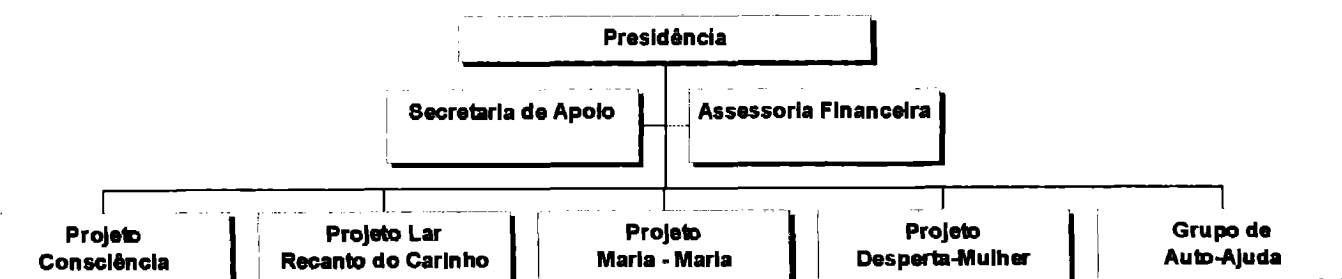 Presidência
Secretaria de Apoio
Assessoria Financeira
Projeto
Consciência
Projeto Lar
Recanto do Carinho
Projeto
Maria - Maria
Projeto
Desperta-Mulher
Grupo de
Auto-Ajuda